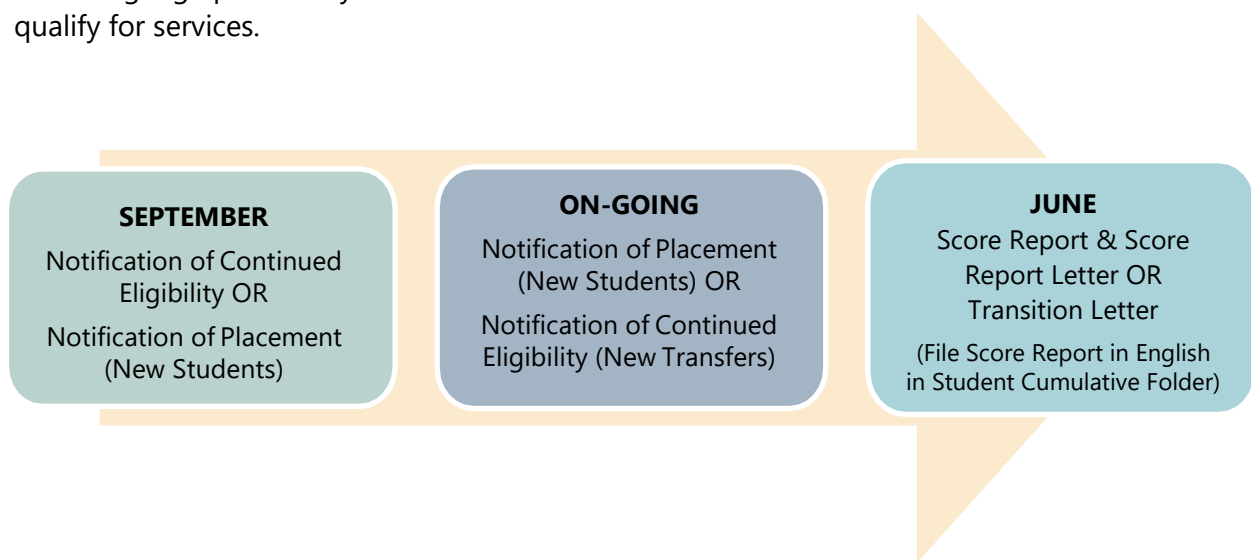 qualify for services.
SEPTEMBER
Notification of Continued
Eligibility OR
Notification of Placement
(New Students)
ON-GOING
Notification of Placement
(New Students) OR
Notification of Continued
Eligibility (New Transfers)
JUNE
Score Report & Score
Report Letter OR
Transition Letter
(File Score Report in English
in Student Cumulative Folder)